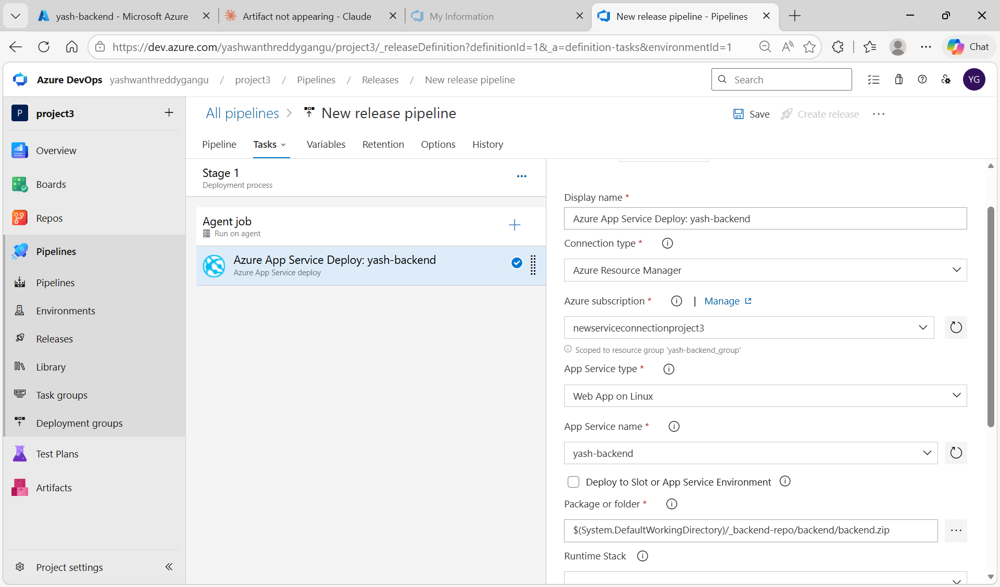 yash-backend - Microsoft Azure
Artifact not appearing - Claude
My Information
New release pipeline - Pipelines
https://dev.azure.com/yashwanthreddygangu/project3/_releaseDefinition?definitionId=1&_a=definition-tasks&environmentId=1
Chat
Azure DevOps yashwanthreddygangu / project3 / Pipelines / Releases / New release pipeline
Search
YG
P project3
Overview
Boards
Repos
Pipelines
Pipelines
Environments
Releases
Library
Task groups
Deployment groups
Test Plans
Artifacts
Project settings
All pipelines > New release pipeline
Save
Create release
Pipeline Tasks Variables Retention Options History
Stage 1
Deployment process
Agent job
Run on agent
Azure App Service Deploy: yash-backend
Azure App Service deploy
Display name *
Azure App Service Deploy: yash-backend
Connection type *
Azure Resource Manager
Azure subscription * | Manage
newserviceconnectionproject3
Scoped to resource group 'yash-backend_group'
App Service type *
Web App on Linux
App Service name *
yash-backend
Deploy to Slot or App Service Environment
Package or folder *
$(System.DefaultWorkingDirectory)/_backend-repo/backend/backend.zip
Runtime Stack